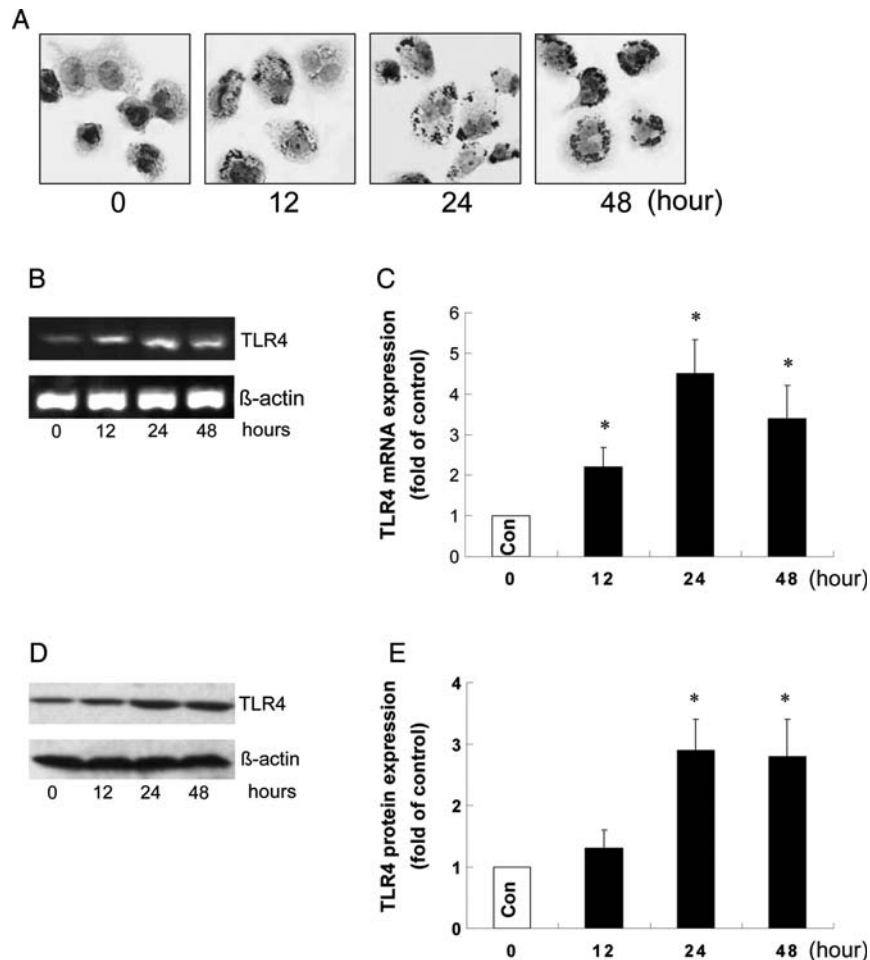 A
0 12 24 48 (hour)
B
TLR4
ß-actin
0 12 24 48 hours
C
TLR4 mRNA expression
(fold of control)
6
5
4
3
2
1
0
*
*
*
Con
0 12 24 48 (hour)
D
TLR4
ß-actin
0 12 24 48 hours
E
TLR4 protein expression
(fold of control)
4
3
2
1
0
* *
Con
0 12 24 48 (hour)